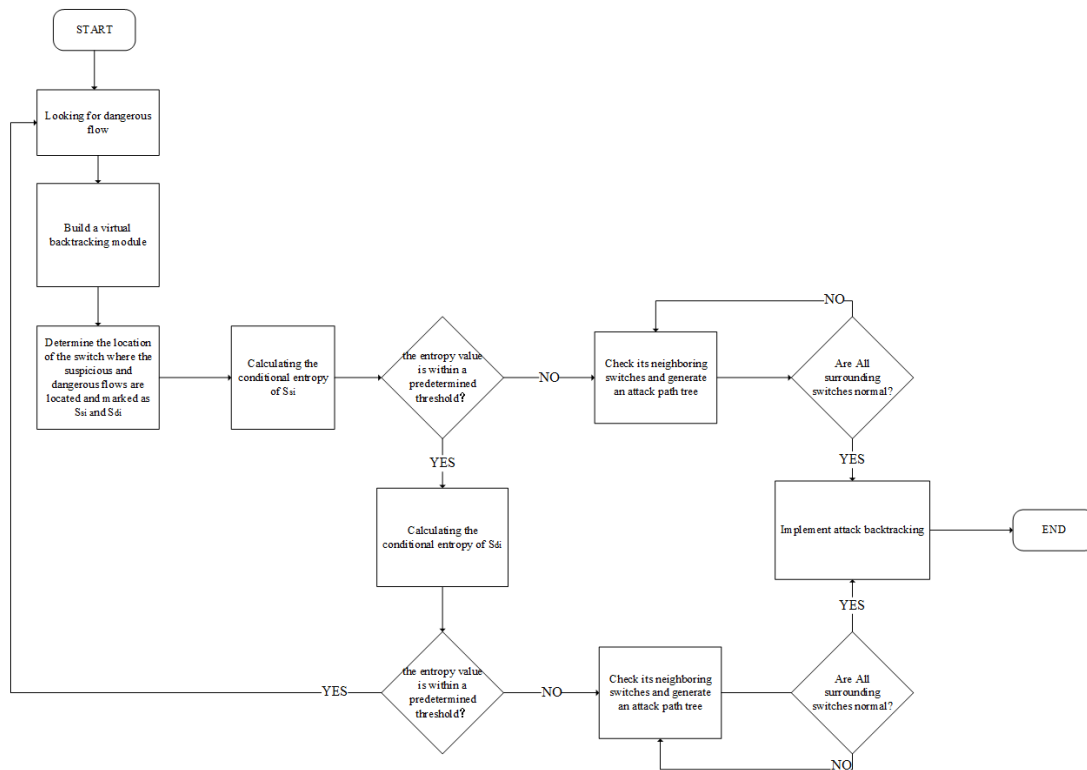 START
Looking for dangerous
flow
Build a virtual
backtracking module
Determine the location
of the switch where the
suspicious and
dangerous flows are
located and marked as
Ssi and Sdi
Calculating the
conditional entropy of
Ssi
the entropy value
is within a
predetermined
threshold?
NO
Check its neighboring
switches and generate
an attack path tree
NO
Are All
surrounding
switches normal?
YES
YES
Calculating the
conditional entropy of Sdi
Implement attack backtracking
END
YES
the entropy value
is within a
predetermined
threshold?
YES
NO
Check its neighboring
switches and generate
an attack path tree
Are All
surrounding
switches normal?
NO